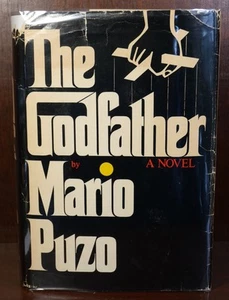 The
Godfather
by
A NOVEL
Mario
Puzo